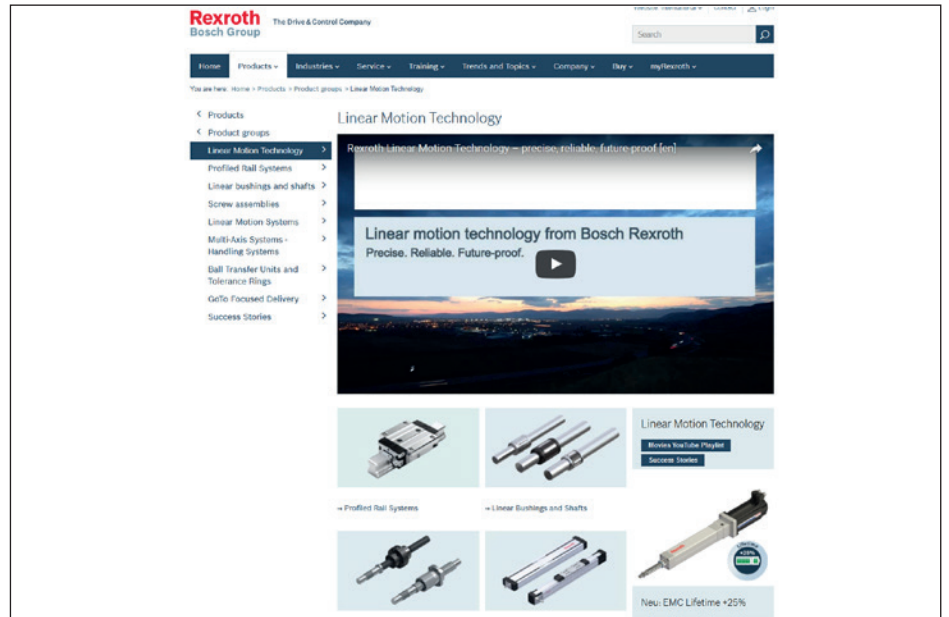 Rexroth
Bosch Group
The Drive & Control Company
Contact
Login
Search
Home Products Industries Service Training Trends and Topics Company Buy myRexroth
You are here: Home > Products > Product groups > Linear Motion Technology
< Products
< Product groups
Linear Motion Technology >
Profiled Rail Systems >
Linear bushings and shafts >
Screw assemblies >
Linear Motion Systems >
Multi-Axis Systems - >
Handling Systems
Ball Transfer Units and >
Tolerance Rings
GoTo Focused Delivery >
Success Stories >
Linear Motion Technology
Rexroth Linear Motion Technology – precise, reliable, future-proof [en]
Linear motion technology from Bosch Rexroth
Precise. Reliable. Future-proof.
Linear Motion Technology
Movies YouTube Playlist
Success Stories
→ Profiled Rail Systems
→ Linear Bushings and Shafts
Lifetime
+25%
Neu: EMC Lifetime +25%